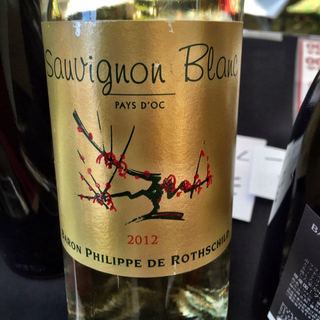 Sauvignon Blanc
PAYS D'OC
2012
BARON PHILIPPE DE ROTHSCHILD